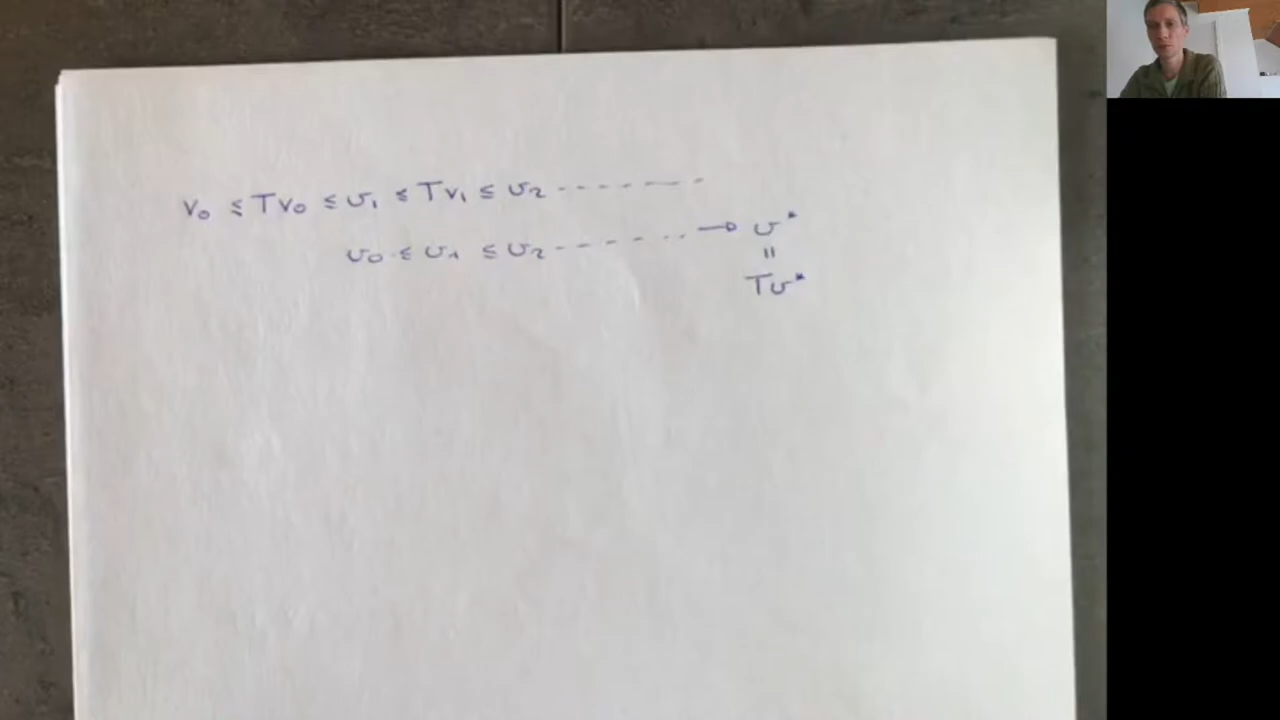 v₀ ≤ Tv₀ ≤ v₁ ≤ Tv₁ ≤ v₂ - - - - - - -
v₀ ≤ v₁ ≤ v₂ - - - - - - → v*
=
Tv*